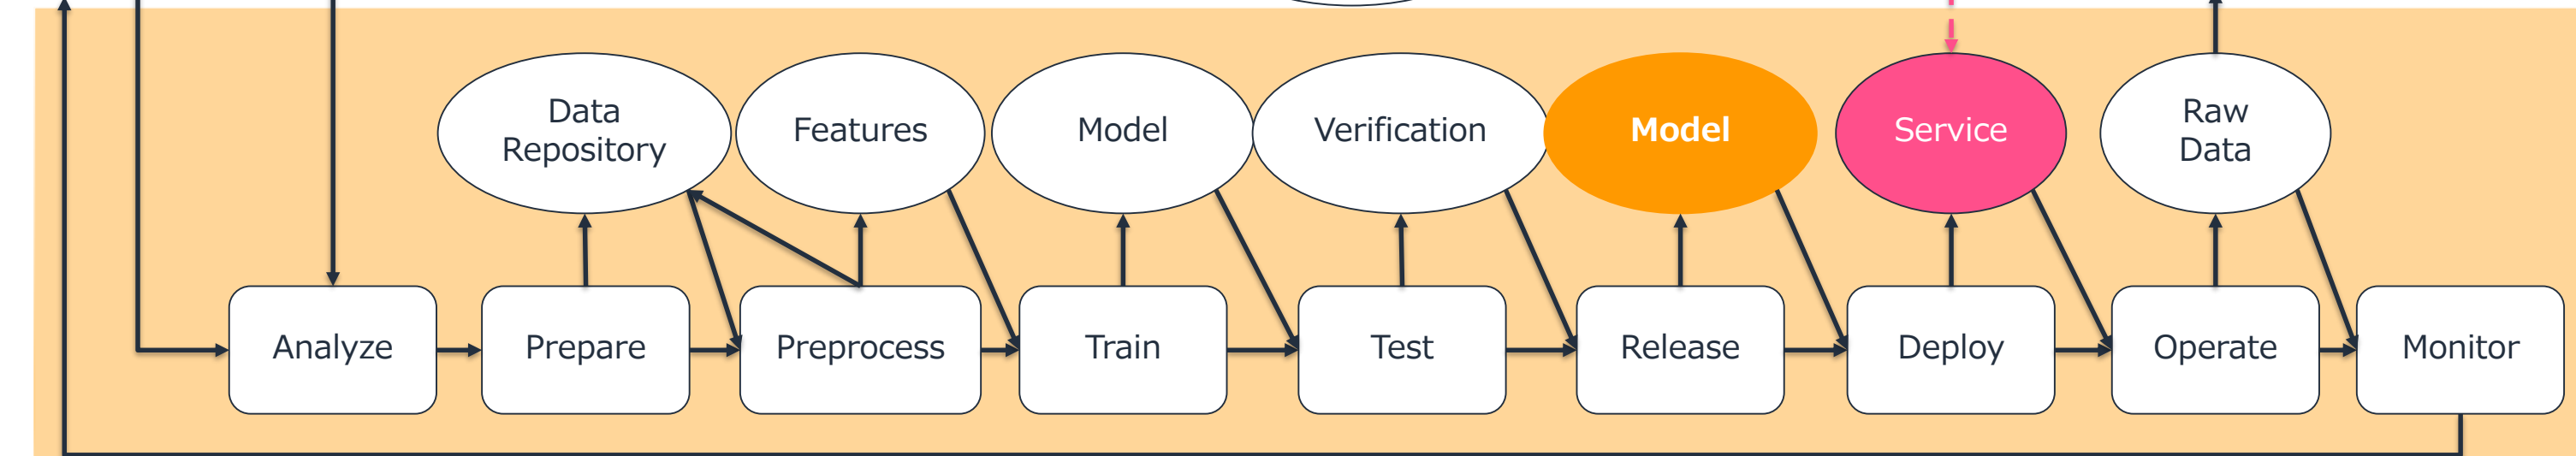 Data
Repository
Features
Model
Verification
Model
Service
Raw
Data
Analyze
Prepare
Preprocess
Train
Test
Release
Deploy
Operate
Monitor